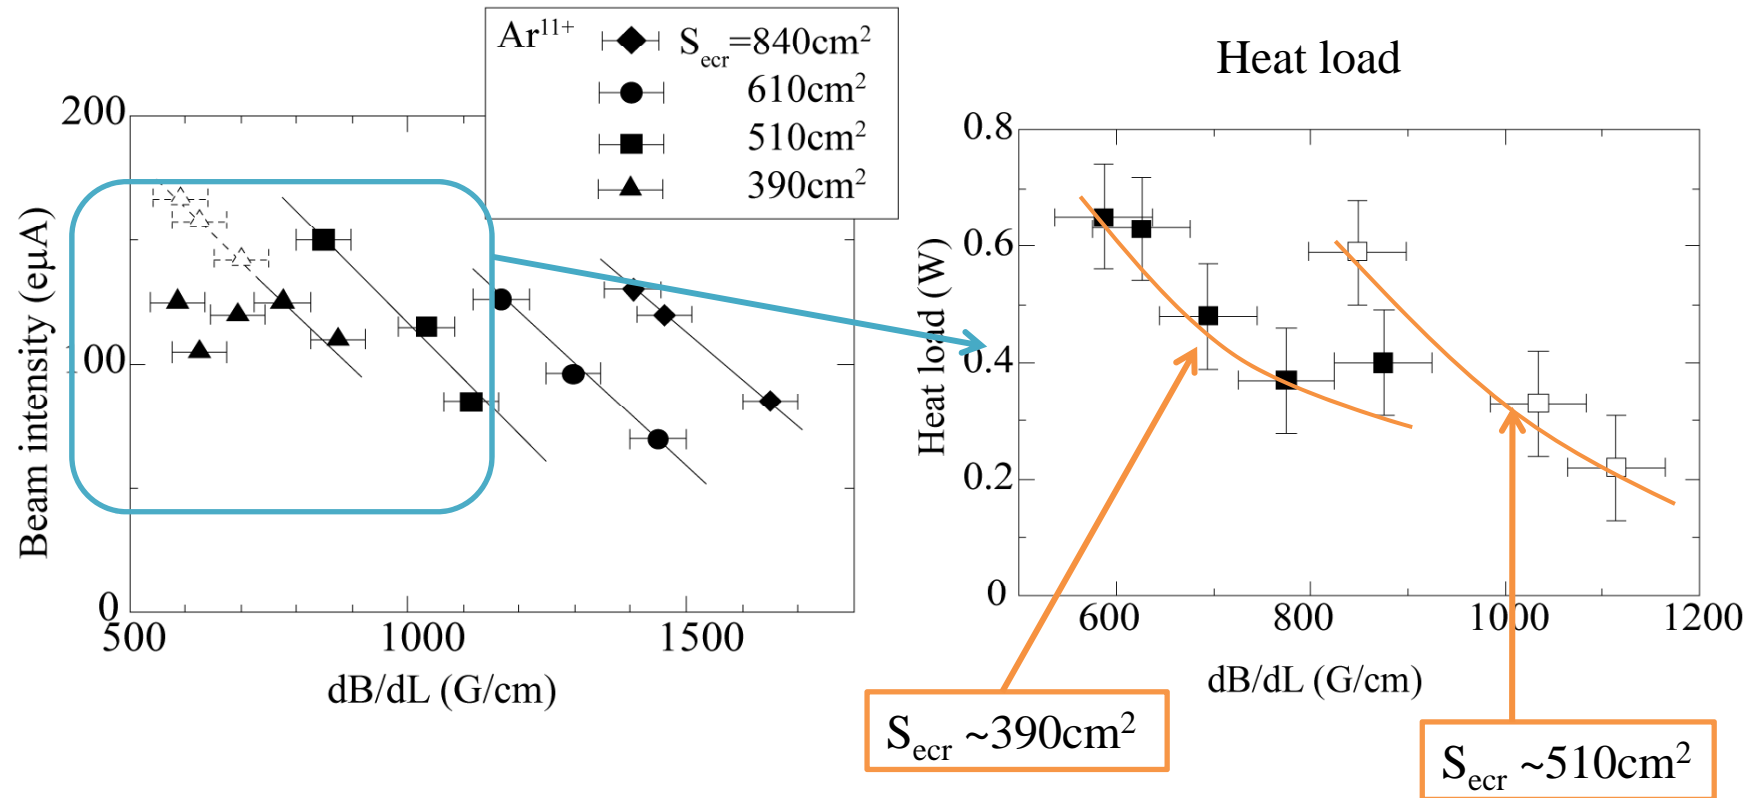 Ar¹¹⁺ Secr=840cm²
610cm²
510cm²
390cm²
200
00
0
500 1000 1500
Beam intensity (eμA)
dB/dL (G/cm)
Heat load
0.8
0.6
0.4
0.2
0
600 800 1000 1200
Heat load (W)
dB/dL (G/cm)
Secr ~390cm²
Secr ~510cm²